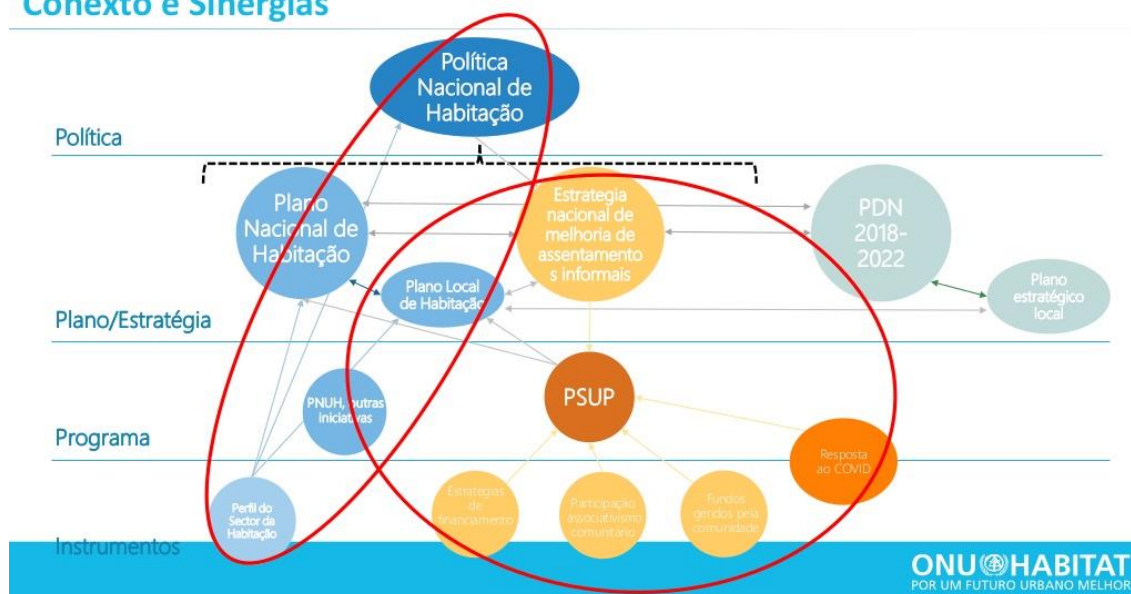 Conexto e Sinergias
Política
Nacional de
Habitação
Política
Plano
Nacional de
Habitação
Estrategia
nacional de
melhoria de
assentamento
s informais
PDN
2018-
2022
Plano Local
de Habitação
Plano
estratégico
local
Plano/Estratégia
PNUH, outras
iniciativas
PSUP
Programa
Resposta
ao COVID
Perfil do
Sector da
Habitação
Estrategias
de
financiamento
Participação
associativismo
comunitário
Fundos
geridos pela
comunidade
Instrumentos
ONU HABITAT
POR UM FUTURO URBANO MELHOR